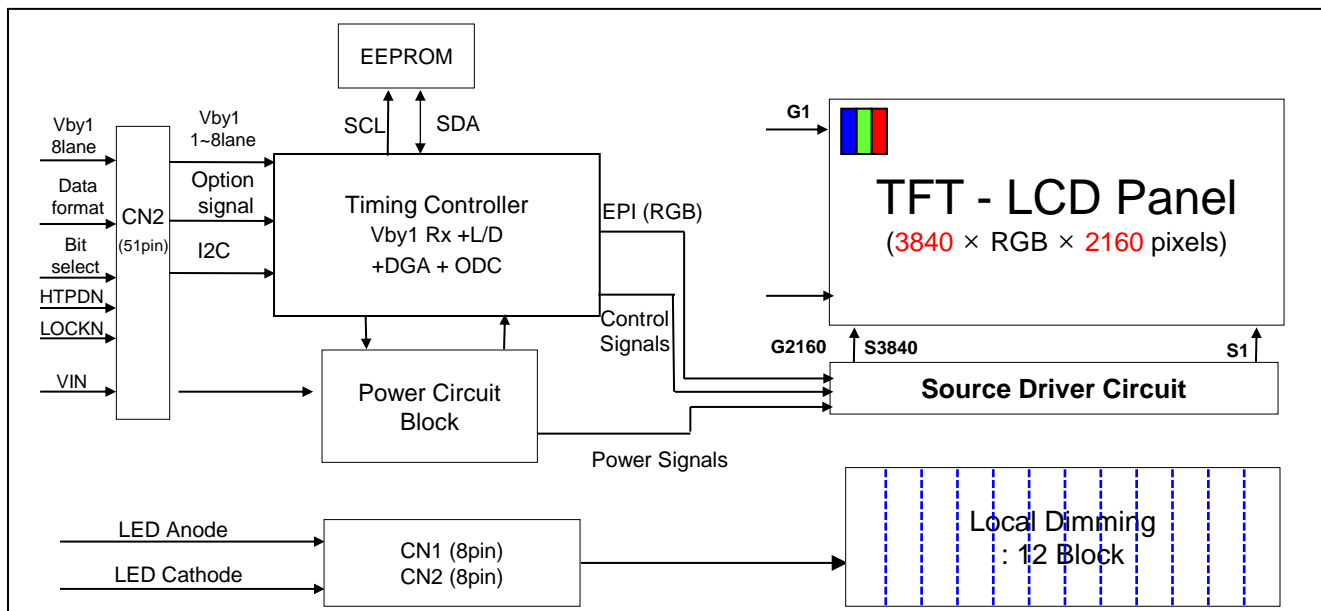 EEPROM
SCL
SDA
Vby1
8lane
Data
format
Bit
select
HTPDN
LOCKN
VIN
CN2
(51pin)
Vby1
1~8lane
Option
signal
I2C
Timing Controller
Vby1 Rx +L/D
+DGA + ODC
EPI (RGB)
Control
Signals
Power Circuit
Block
Power Signals
G1
TFT - LCD Panel
(3840 × RGB × 2160 pixels)
G2160
S3840
S1
Source Driver Circuit
LED Anode
LED Cathode
CN1 (8pin)
CN2 (8pin)
Local Dimming
: 12 Block